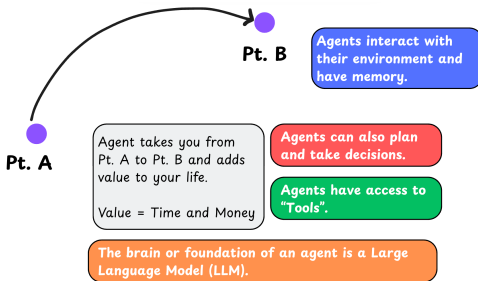 Pt. B
Agents interact with
their environment and
have memory.
Pt. A
Agent takes you from
Pt. A to Pt. B and adds
value to your life.
Value = Time and Money
Agents can also plan
and take decisions.
Agents have access to
“Tools”.
The brain or foundation of an agent is a Large
Language Model (LLM).